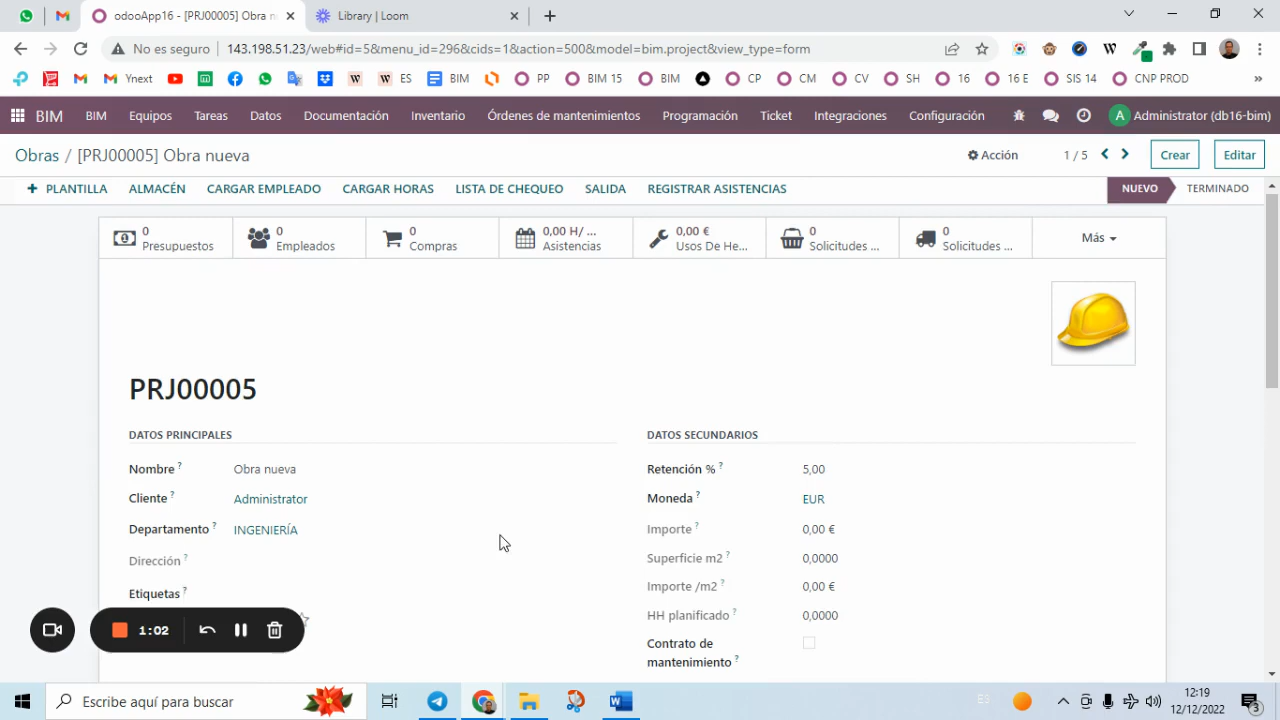 odooApp16 - [PRJ00005] Obra n
Library | Loom
No es seguro
143.198.51.23/web#id=5&menu_id=296&cids=1&action=500&model=bim.project&view_type=form
Ynext ES BIM PP BIM 15 BIM CP CM CV SH 16 16 E SIS 14 CNP PROD »
BIM BIM Equipos Tareas Datos Documentación Inventario Órdenes de mantenimientos Programación Ticket Integraciones Configuración A Administrator (db16-bim)
Obras / [PRJ00005] Obra nueva Acción 1 / 5 Crear Editar
+ PLANTILLA ALMACÉN CARGAR EMPLEADO CARGAR HORAS LISTA DE CHEQUEO SALIDA REGISTRAR ASISTENCIAS NUEVO TERMINADO
0 Presupuestos
0 Empleados
0 Compras
0,00 H/ ... Asistencias
0,00 € Usos De He...
0 Solicitudes ...
0 Solicitudes ...
Más
PRJ00005
DATOS PRINCIPALES
Nombre ? Obra nueva
Cliente ? Administrator
Departamento ? INGENIERÍA
Dirección ?
Etiquetas ?
DATOS SECUNDARIOS
Retención % ? 5,00
Moneda ? EUR
Importe ? 0,00 €
Superficie m2 ? 0,0000
Importe /m2 ? 0,00 €
HH planificado ? 0,0000
Contrato de
mantenimiento ?
1:02
Escribe aquí para buscar
ES
12:19
12/12/2022
3